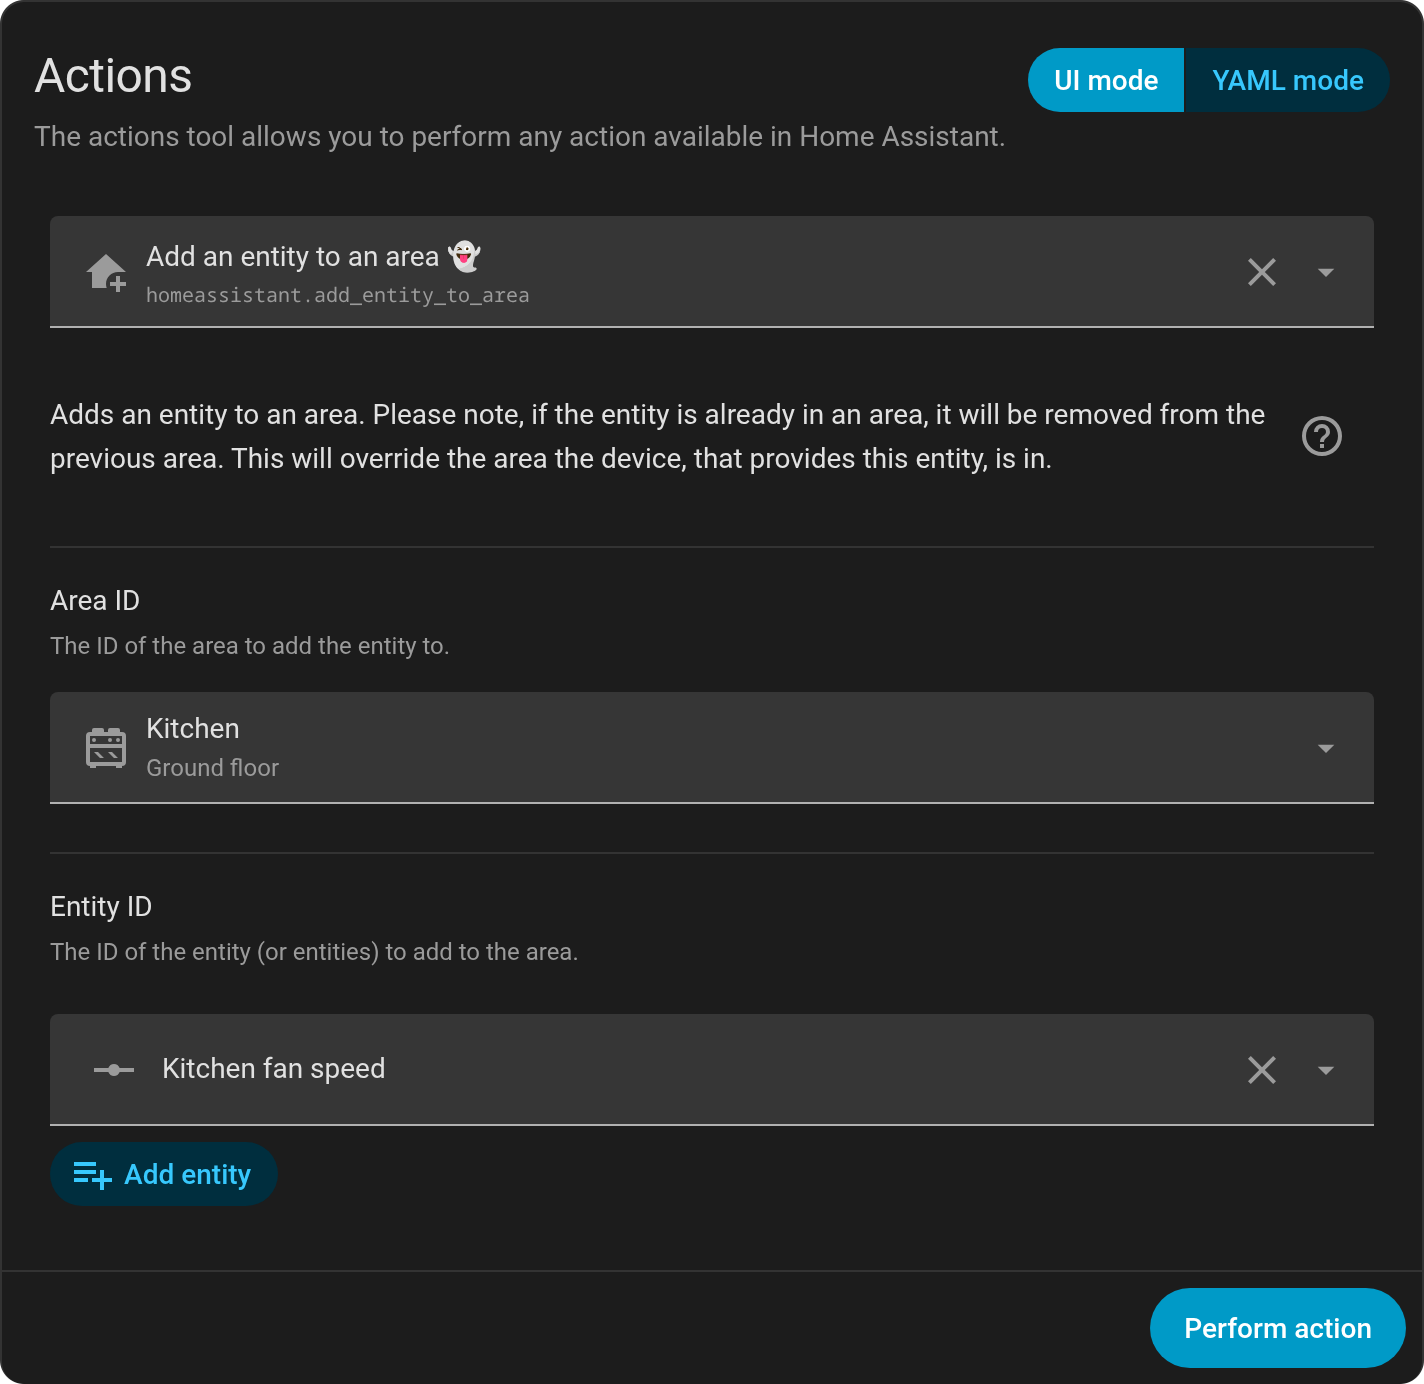 Actions
UI mode
YAML mode
The actions tool allows you to perform any action available in Home Assistant.
Add an entity to an area 👻
homeassistant.add_entity_to_area
Adds an entity to an area. Please note, if the entity is already in an area, it will be removed from the
previous area. This will override the area the device, that provides this entity, is in.
Area ID
The ID of the area to add the entity to.
Kitchen
Ground floor
Entity ID
The ID of the entity (or entities) to add to the area.
Kitchen fan speed
Add entity
Perform action